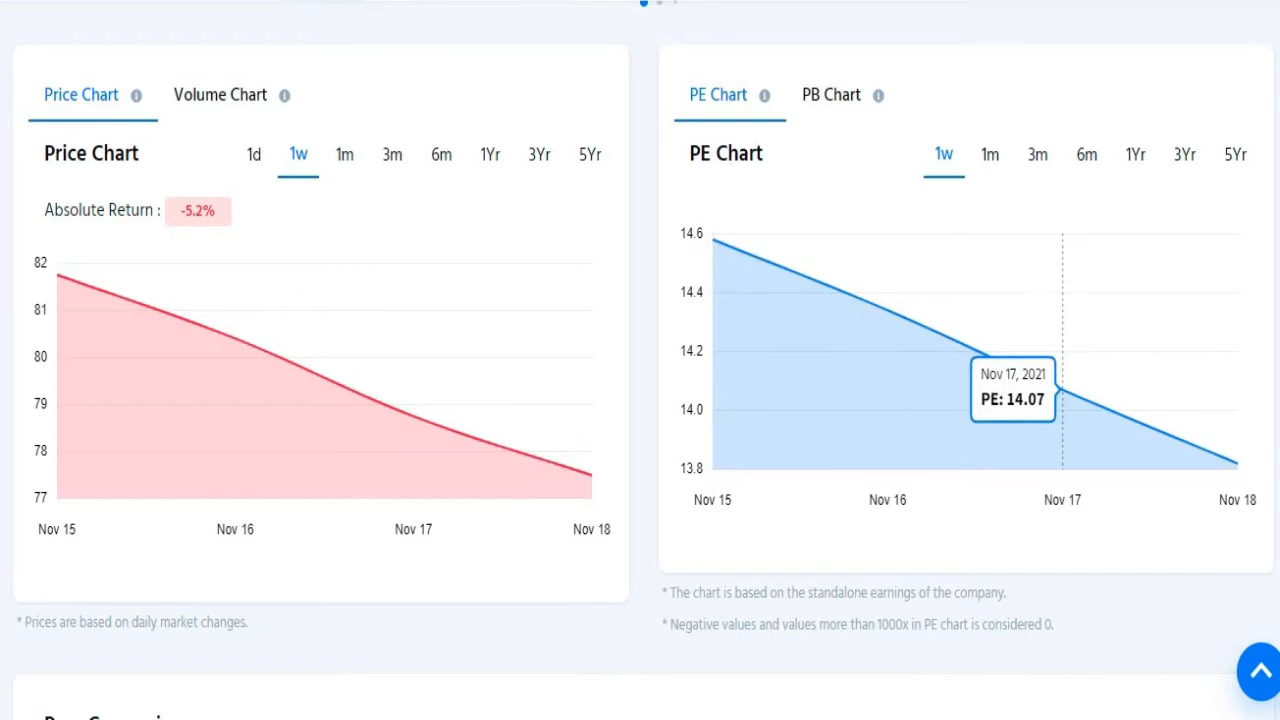 Price Chart Volume Chart
Price Chart 1d 1w 1m 3m 6m 1Yr 3Yr 5Yr
Absolute Return : -5.2%
82
81
80
79
78
77
Nov 15 Nov 16 Nov 17 Nov 18
* Prices are based on daily market changes.
PE Chart PB Chart
PE Chart 1w 1m 3m 6m 1Yr 3Yr 5Yr
14.6
14.4
14.2
14.0
13.8
Nov 17, 2021
PE: 14.07
Nov 15 Nov 16 Nov 17 Nov 18
* The chart is based on the standalone earnings of the company.
* Negative values and values more than 1000x in PE chart is considered 0.